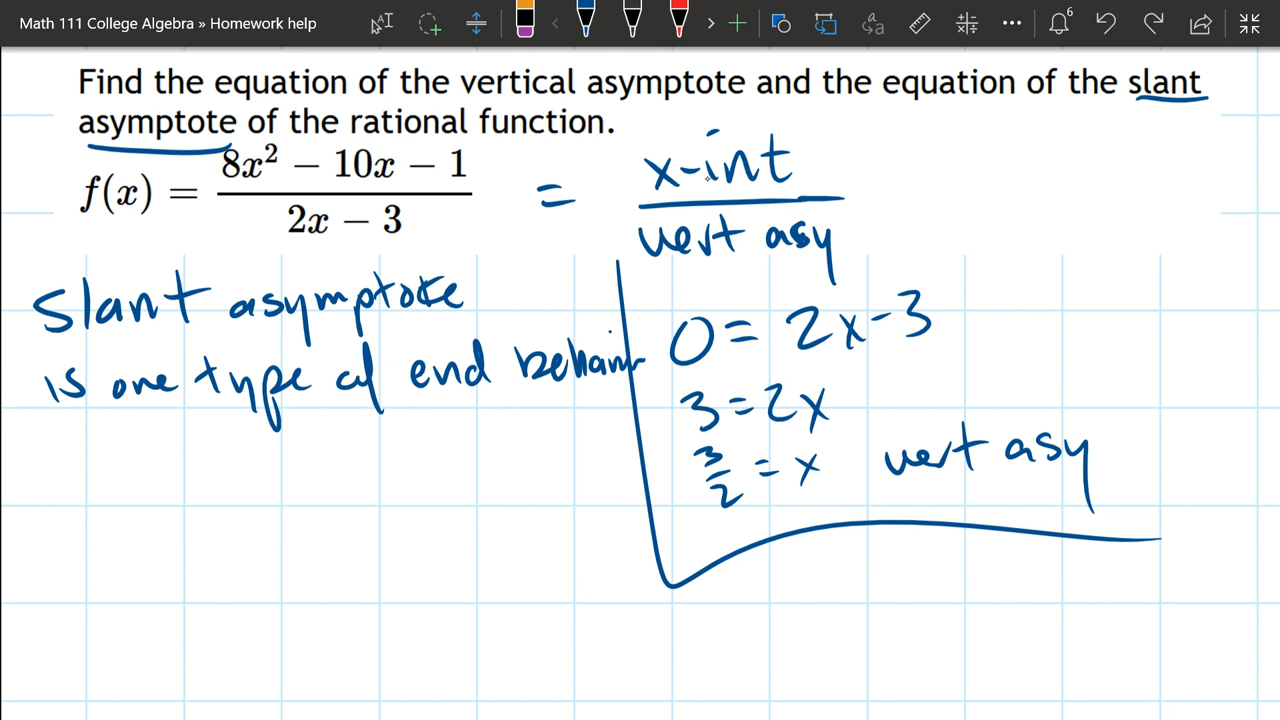 Math 111 College Algebra » Homework help
6
Find the equation of the vertical asymptote and the equation of the slant
asymptote of the rational function.
f(x) = (8x² − 10x − 1)/(2x − 3) = x-int/vert asy
Slant asymptote
is one type of end behavior
0 = 2x-3
3 = 2x
3/2 = x vert asy